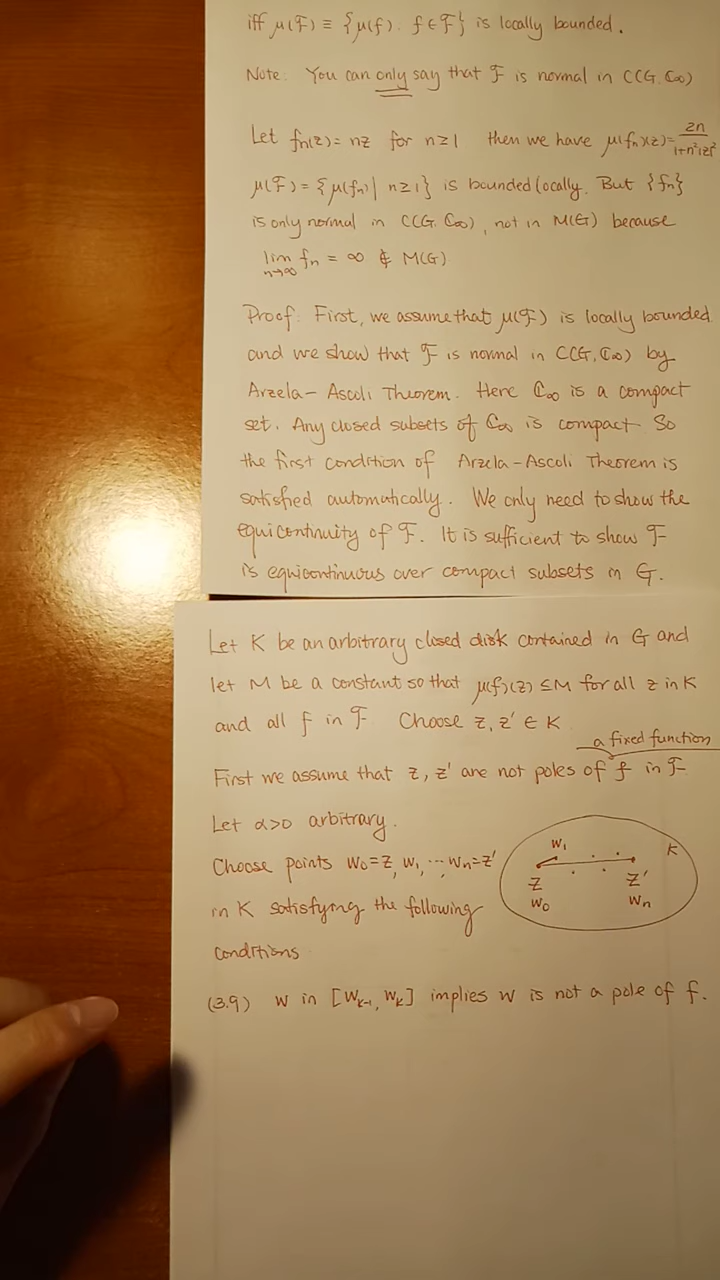 iff μ(ℱ) ≡ {μ(f). f ∈ ℱ} is locally bounded.
Note: You can only say that ℱ is normal in C(G, ℂ∞)
Let fn(z) = nz for n≥1 then we have μ(fn)(z) = 2n/1+n²|z|²
μ(ℱ) = {μ(fn) | n≥1} is bounded locally. But {fn}
is only normal in C(G, ℂ∞), not in M(G) because
lim n→∞ fn = ∞ ∉ M(G)
Proof: First, we assume that μ(ℱ) is locally bounded
and we show that ℱ is normal in C(G, ℂ∞) by
Arzela-Ascoli Theorem. Here ℂ∞ is a compact
set. Any closed subsets of ℂ∞ is compact. So
the first condition of Arzela-Ascoli Theorem is
satisfied automatically. We only need to show the
equicontinuity of ℱ. It is sufficient to show ℱ
is equicontinuous over compact subsets in G.
Let K be an arbitrary closed disk contained in G and
let M be a constant so that μ(f)(z) ≤ M for all z in K
and all f in ℱ. Choose z, z' ∈ K
a fixed function
First we assume that z, z' are not poles of f in ℱ
Let α>0 arbitrary.
Choose points w0=z, w1, ⋯, wn=z'
in K satisfying the following
conditions
w1 K
z z'
w0 wn
(3.9) w in [wk-1, wk] implies w is not a pole of f.